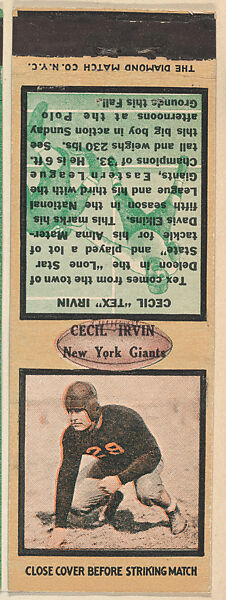 THE DIAMOND MATCH CO. N.Y.C.
CECIL "TEX" IRVIN
Tex comes from the town of
Deleon in the "Lone Star
State" and played a lot of
tackle for his Alma Mater-
Davis Elkins. This marks his
fifth season in the National
League and his third with the
Giants, Eastern League
Champions of '33. He is 6 ft.
tall and weighs 230 lbs. See
this big boy in action Sunday
afternoons at the Polo
Grounds this Fall.
CECIL IRVIN
New York Giants
28
CLOSE COVER BEFORE STRIKING MATCH